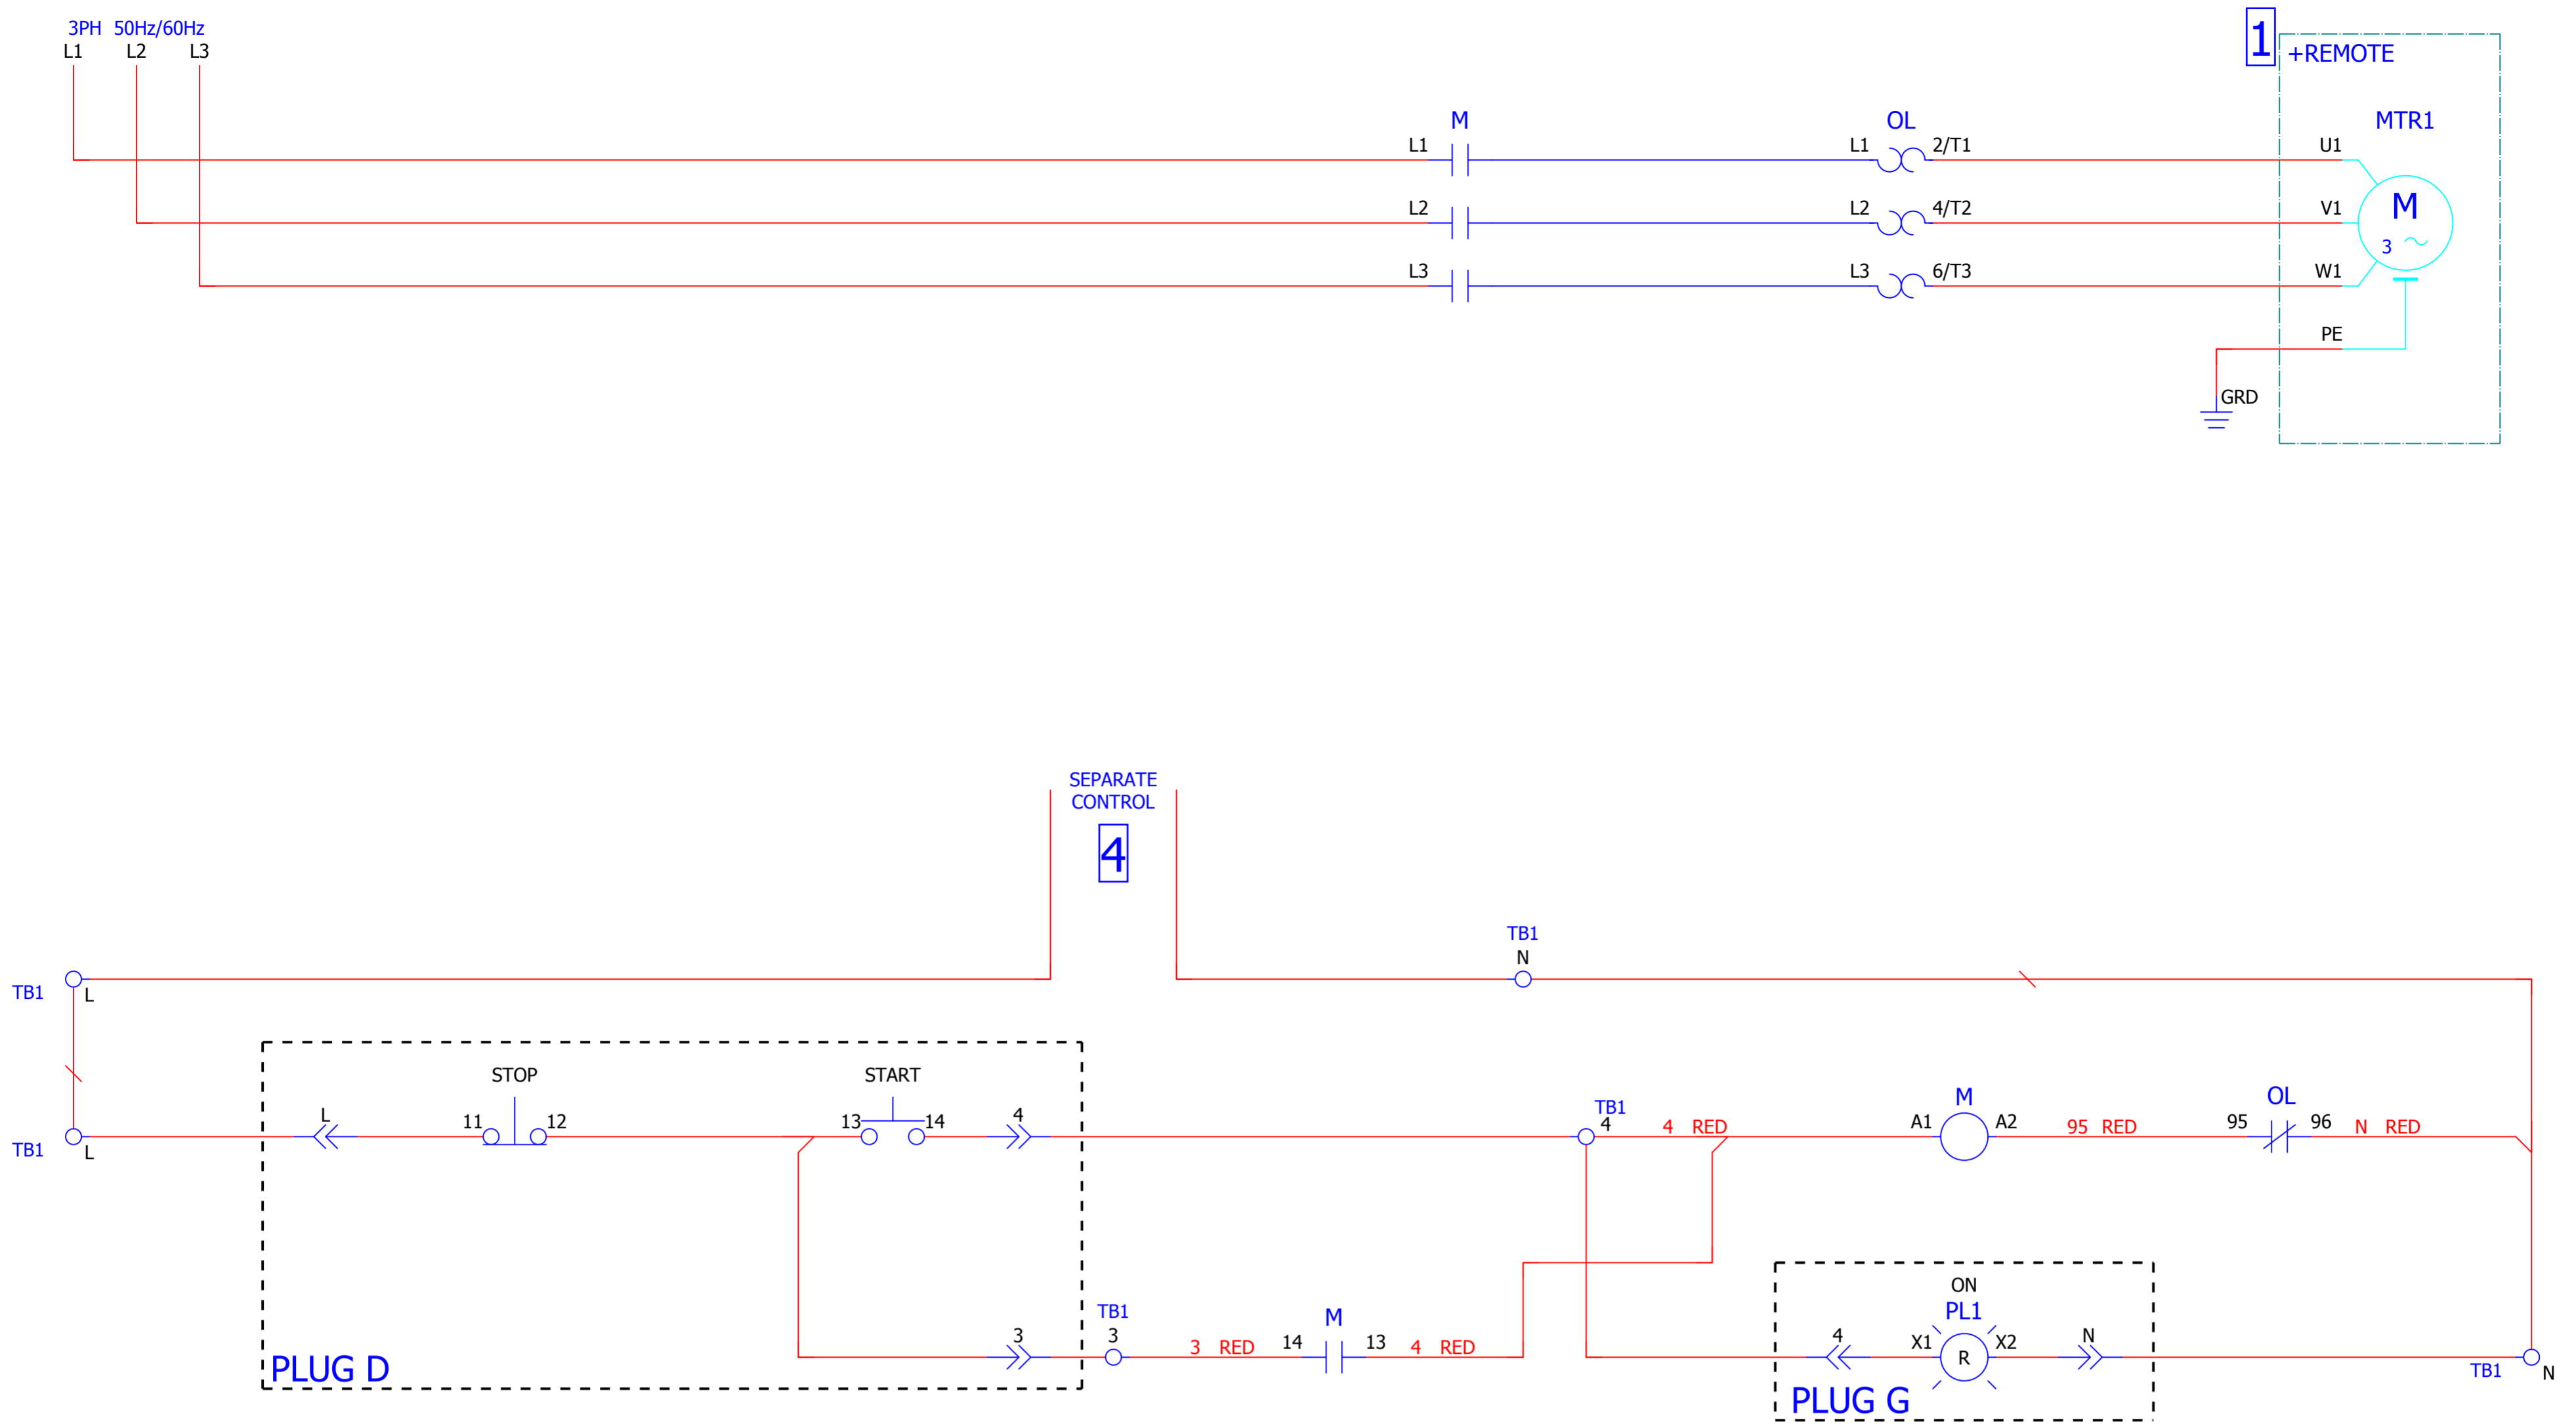 3PH 50Hz/60Hz
L1 L2 L3
1
+REMOTE
M
OL
MTR1
L1
L1
2/T1
U1
L2
L2
4/T2
V1
M
3
L3
L3
6/T3
W1
PE
GRD
SEPARATE
CONTROL
4
TB1
N
TB1
L
STOP
START
L
11
12
13
14
4
TB1
4
4 RED
M
A1
A2
95 RED
OL
95
96
N RED
TB1
L
ON
PL1
PLUG D
3
TB1
3
3 RED
M
14
13
4 RED
4
X1
R
X2
N
TB1
N
PLUG G